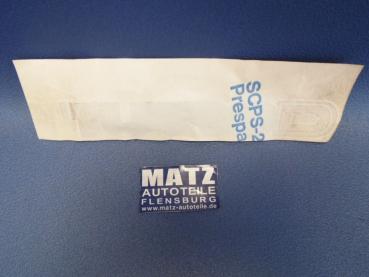 SCPS-2
Prespa
MATZ
AUTOTEILE
FLENSBURG
www.matz-autoteile.de